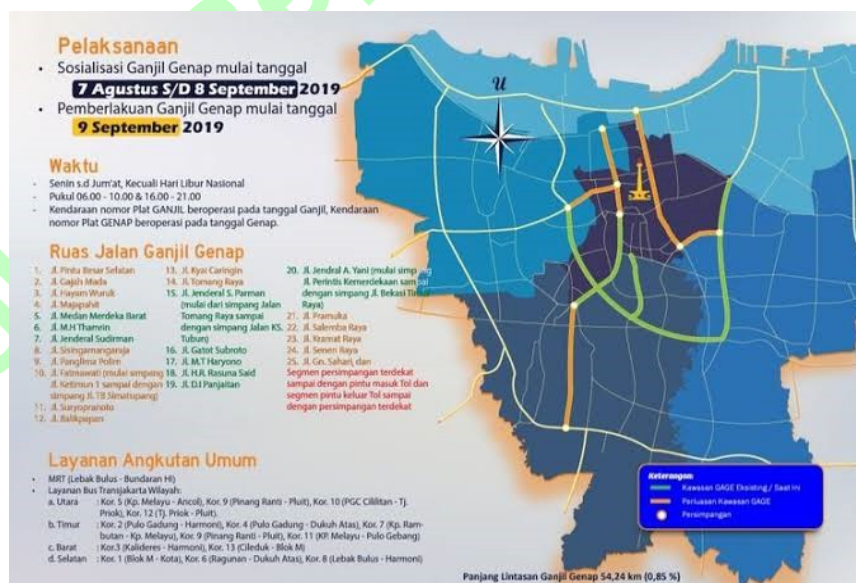 Pelaksanaan
• Sosialisasi Ganjil Genap mulai tanggal
7 Agustus S/D 8 September 2019
• Pemberlakuan Ganjil Genap mulai tanggal
9 September 2019
Waktu
- Senin s.d Jum'at, Kecuali Hari Libur Nasional
- Pukul 06.00 - 10.00 & 16.00 - 21.00
- Kendaraan nomor Plat GANJIL beroperasi pada tanggal Ganjil, Kendaraan
nomor Plat GENAP beroperasi pada tanggal Genap.
Ruas Jalan Ganjil Genap
1. Jl. Pintu Besar Selatan
2. Jl. Gajah Mada
3. Jl. Hayam Wuruk
4. Jl. Majapahit
5. Jl. Medan Merdeka Barat
6. Jl. M.H Thamrin
7. Jl. Jenderal Sudirman
8. Jl. Sisingamangaraja
9. Jl. Panglima Polim
10. Jl. Fatmawati (mulai simpang
Jl. Ketimun 1 sampai dengan
simpang Jl. TB Simatupang)
11. Jl. Suryopranoto
12. Jl. Balikpapan
13. Jl. Kyai Caringin
14. Jl. Tomang Raya
15. Jl. Jenderal S. Parman
(mulai dari simpang Jalan
Tomang Raya sampai
dengan simpang Jalan KS.
Tubun)
16. Jl. Gatot Subroto
17. Jl. M.T Haryono
18. Jl. H.R. Rasuna Said
19. Jl. D.I Panjaitan
20. Jl. Jendral A. Yani (mulai simpang
Jl. Perintis Kemerdekaan sampai
dengan simpang Jl. Bekasi Timur
Raya)
21. Jl. Pramuka
22. Jl. Salemba Raya
23. Jl. Kramat Raya
24. Jl. Senen Raya
25. Jl. Gn. Sahari, dan
Segmen persimpangan terdekat
sampai dengan pintu masuk Tol dan
segmen pintu keluar Tol sampai
dengan persimpangan terdekat
Layanan Angkutan Umum
• MRT (Lebak Bulus - Bundaran HI)
• Layanan Bus Transjakarta Wilayah:
a. Utara : Kor. 5 (Kp. Melayu - Ancol), Kor. 9 (Pinang Ranti - Pluit), Kor. 10 (PGC Cililitan - Tj.
Priok), Kor. 12 (Tj. Priok - Pluit).
b. Timur : Kor. 2 (Pulo Gadung - Harmoni), Kor. 4 (Pulo Gadung - Dukuh Atas), Kor. 7 (Kp. Ram-
butan - Kp. Melayu), Kor. 9 (Pinang Ranti - Pluit), Kor. 11 (KP. Melayu - Pulo Gebang)
c. Barat : Kor.3 (Kalideres - Harmoni), Kor. 13 (Cileduk - Blok M)
d. Selatan : Kor. 1 (Blok M - Kota), Kor. 6 (Ragunan - Dukuh Atas), Kor. 8 (Lebak Bulus - Harmoni)
U
Keterangan:
Kawasan GAGE Eksisting / Saat Ini
Perluasan Kawasan GAGE
Persimpangan
Panjang Lintasan Ganjil Genap 54,24 km (0,85 %)